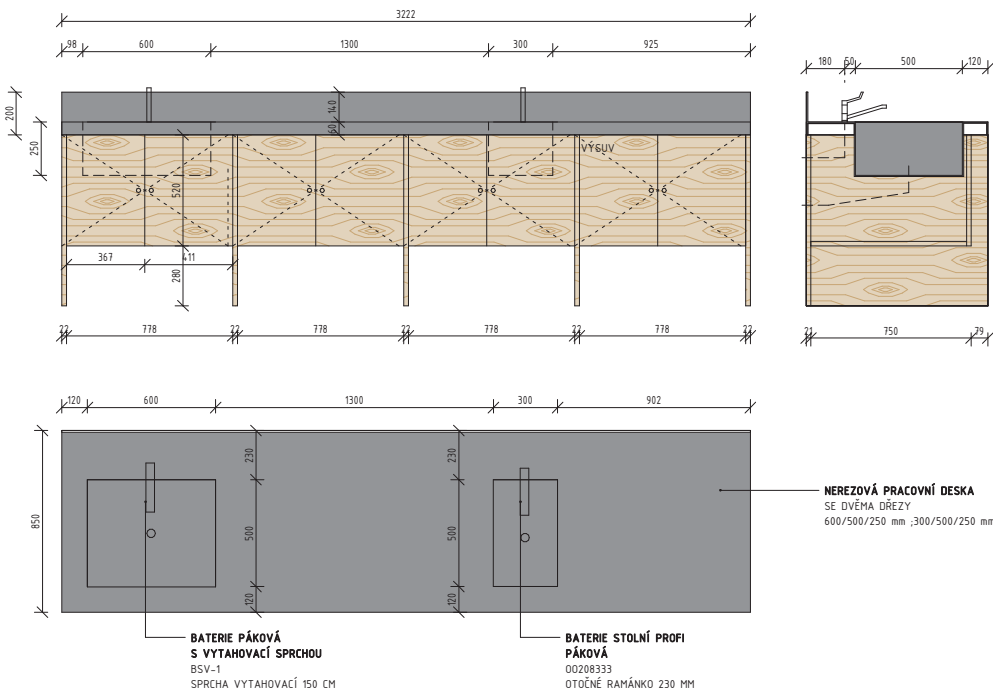 3222
98 600 1300 300 925
180 50 500 120
200
140
60
250
VÝSUV
520
367 411
280
22 778 22 778 22 778 22 778 22
21 750 79
120 600 1300 300 902
230 230
850
500 500
120 120
NEREZOVÁ PRACOVNÍ DESKA
SE DVĚMA DŘEZY
600/500/250 mm ;300/500/250 mm
BATERIE PÁKOVÁ
S VYTAHOVACÍ SPRCHOU
BSV-1
SPRCHA VYTAHOVACÍ 150 CM
BATERIE STOLNÍ PROFI
PÁKOVÁ
00208333
OTOČNÉ RAMÁNKO 230 MM